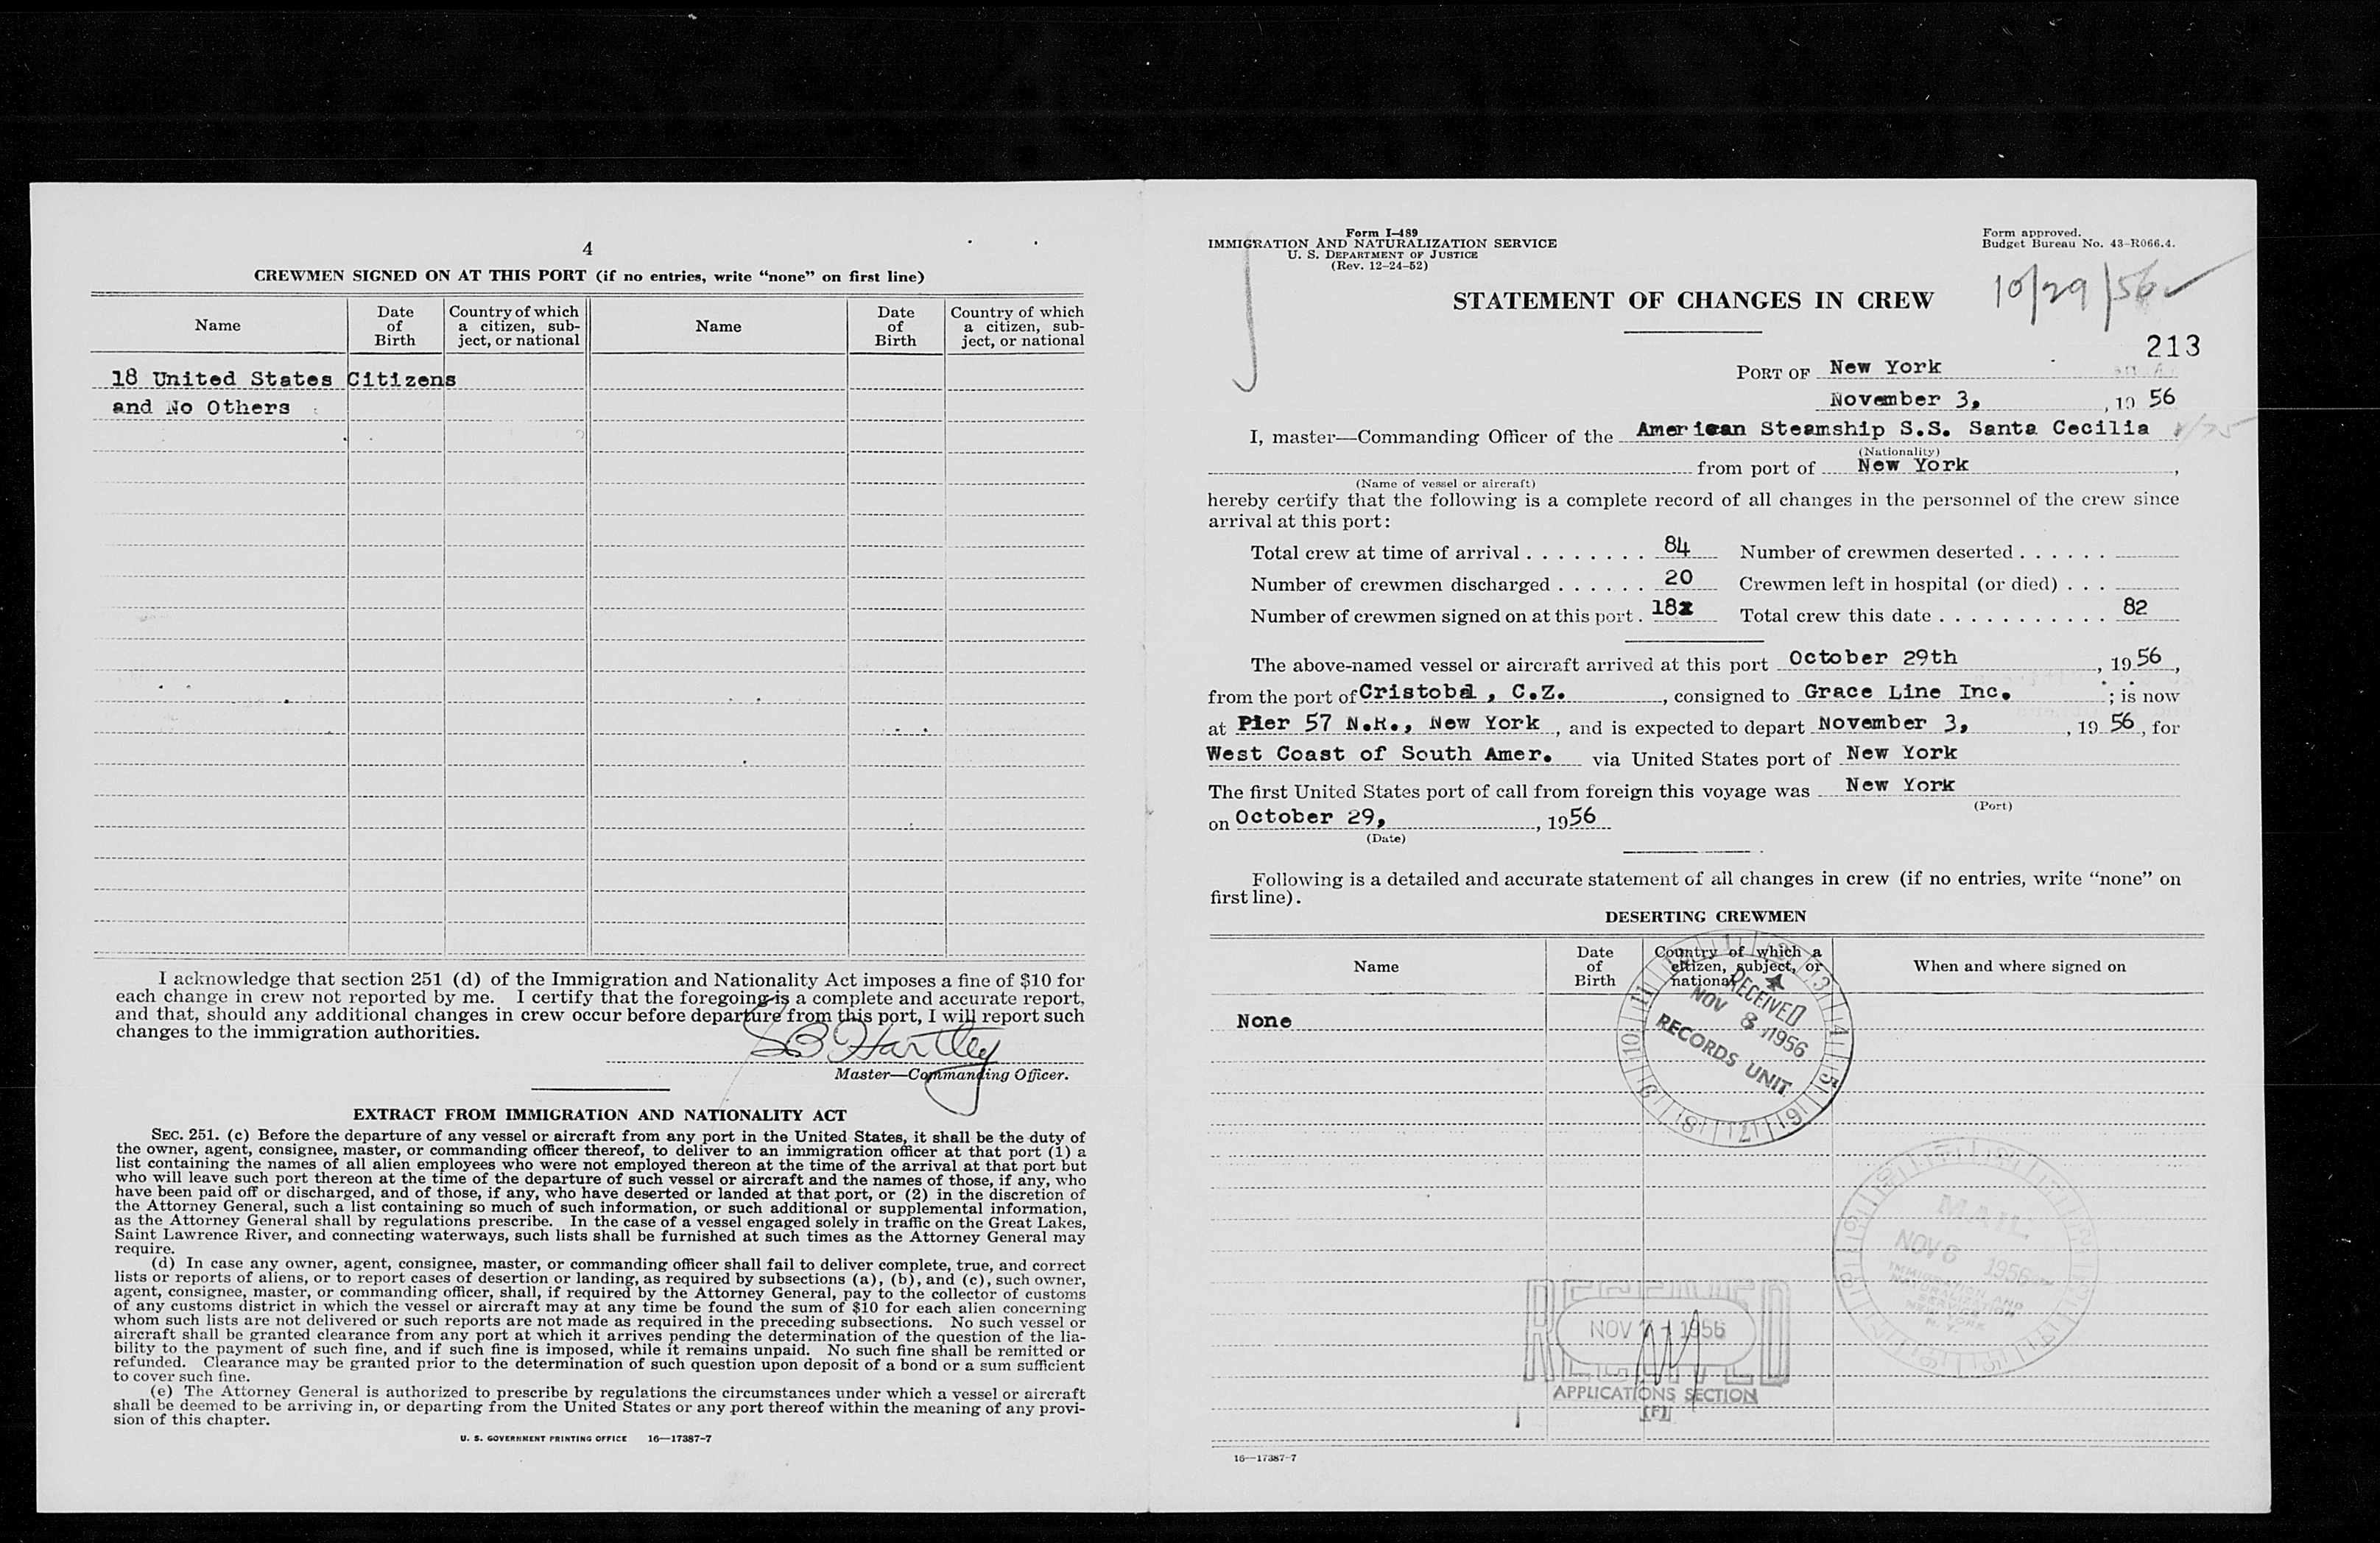 4
CREWMEN SIGNED ON AT THIS PORT (if no entries, write “none” on first line)
Name
Date of Birth
Country of which a citizen, subject, or national
Name
Date of Birth
Country of which a citizen, subject, or national
18 United States Citizens
and No Others
I acknowledge that section 251 (d) of the Immigration and Nationality Act imposes a fine of $10 for
each change in crew not reported by me. I certify that the foregoing is a complete and accurate report,
and that, should any additional changes in crew occur before departure from this port, I will report such
changes to the immigration authorities.
S B Hartley
Master—Commanding Officer.
EXTRACT FROM IMMIGRATION AND NATIONALITY ACT
SEC. 251. (c) Before the departure of any vessel or aircraft from any port in the United States, it shall be the duty of
the owner, agent, consignee, master, or commanding officer thereof, to deliver to an immigration officer at that port (1) a
list containing the names of all alien employees who were not employed thereon at the time of the arrival at that port but
who will leave such port thereon at the time of the departure of such vessel or aircraft and the names of those, if any, who
have been paid off or discharged, and of those, if any, who have deserted or landed at that port, or (2) in the discretion of
the Attorney General, such a list containing so much of such information, or such additional or supplemental information,
as the Attorney General shall by regulations prescribe. In the case of a vessel engaged solely in traffic on the Great Lakes,
Saint Lawrence River, and connecting waterways, such lists shall be furnished at such times as the Attorney General may
require.
(d) In case any owner, agent, consignee, master, or commanding officer shall fail to deliver complete, true, and correct
lists or reports of aliens, or to report cases of desertion or landing, as required by subsections (a), (b), and (c), such owner,
agent, consignee, master, or commanding officer, shall, if required by the Attorney General, pay to the collector of customs
of any customs district in which the vessel or aircraft may at any time be found the sum of $10 for each alien concerning
whom such lists are not delivered or such reports are not made as required in the preceding subsections. No such vessel or
aircraft shall be granted clearance from any port at which it arrives pending the determination of the question of the lia-
bility to the payment of such fine, and if such fine is imposed, while it remains unpaid. No such fine shall be remitted or
refunded. Clearance may be granted prior to the determination of such question upon deposit of a bond or a sum sufficient
to cover such fine.
(e) The Attorney General is authorized to prescribe by regulations the circumstances under which a vessel or aircraft
shall be deemed to be arriving in, or departing from the United States or any port thereof within the meaning of any provi-
sion of this chapter.
U. S. GOVERNMENT PRINTING OFFICE 16—17387-7
Form I-489
IMMIGRATION AND NATURALIZATION SERVICE
U. S. DEPARTMENT OF JUSTICE
(Rev. 12-24-52)
Form approved.
Budget Bureau No. 43-R066.4.
10/29/56
STATEMENT OF CHANGES IN CREW
213
PORT OF New York
November 3, , 19 56
I, master—Commanding Officer of the American Steamship S.S. Santa Cecilia
(Nationality)
from port of New York ,
(Name of vessel or aircraft)
hereby certify that the following is a complete record of all changes in the personnel of the crew since
arrival at this port:
Total crew at time of arrival . . . . . . . . 84 Number of crewmen deserted . . . . . .
Number of crewmen discharged . . . . . . 20 Crewmen left in hospital (or died) . . .
Number of crewmen signed on at this port . 18 Total crew this date . . . . . . . . . . . 82
The above-named vessel or aircraft arrived at this port October 29th , 19 56 ,
from the port of Cristobal , C.Z. , consigned to Grace Line Inc. ; is now
at Pier 57 N.R., New York , and is expected to depart November 3, , 19 56 , for
West Coast of South Amer. via United States port of New York
The first United States port of call from foreign this voyage was New York
(Port)
on October 29, , 1956
(Date)
Following is a detailed and accurate statement of all changes in crew (if no entries, write “none” on
first line).
DESERTING CREWMEN
Name
Date of Birth
Country of which a citizen, subject, or national
When and where signed on
None
RECEIVED
NOV 8 1956
RECORDS UNIT
MAIL
NOV 6 1956
IMMIGRATION AND
NATURALIZATION
SERVICE
NEW YORK
N. Y.
RECEIVED
NOV 7 - 1956
APPLICATIONS SECTION
[F]
16—17387-7